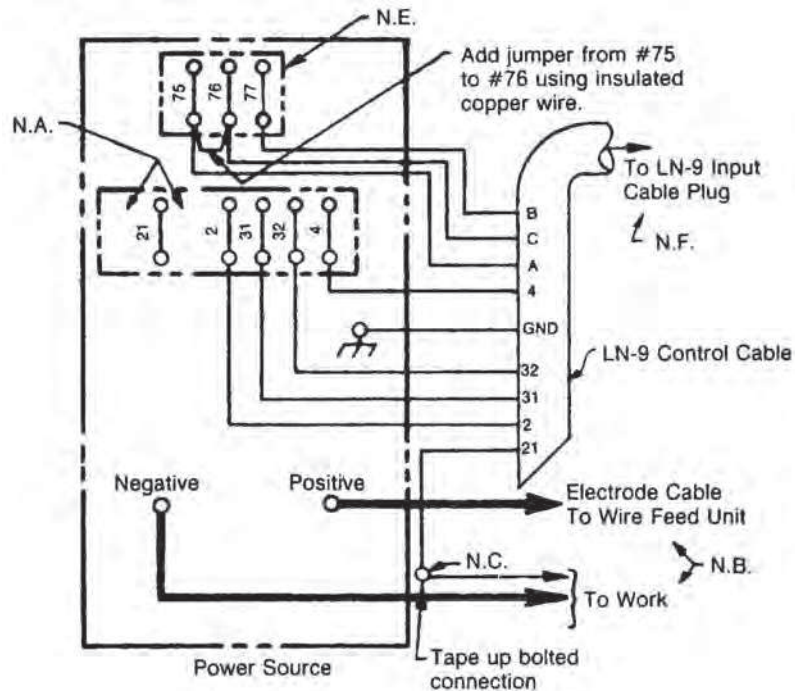 N.E.
Add jumper from #75
to #76 using insulated
copper wire.
75
76
77
N.A.
To LN-9 Input
Cable Plug
N.F.
21
2
31
32
4
B
C
A
4
GND
32
31
2
21
LN-9 Control Cable
Negative
Positive
Electrode Cable
To Wire Feed Unit
N.B.
N.C.
To Work
Tape up bolted
connection
Power Source